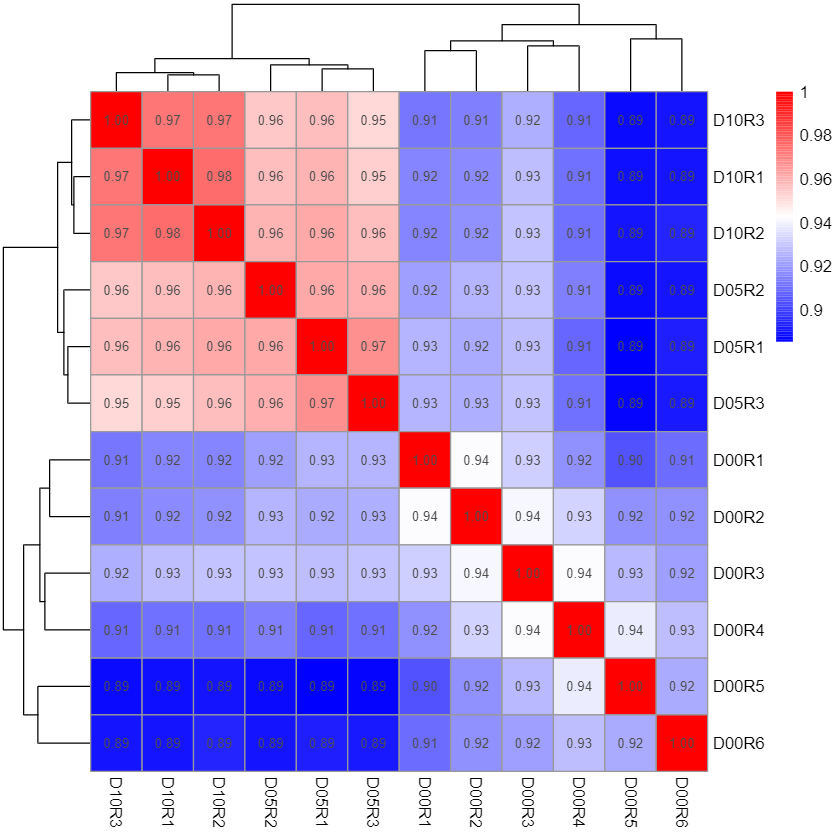 1
0.98
0.96
0.94
0.92
0.9
1.00 0.97 0.97 0.96 0.96 0.95 0.91 0.91 0.92 0.91 0.89 0.89 D10R3
0.97 1.00 0.98 0.96 0.96 0.95 0.92 0.92 0.93 0.91 0.89 0.89 D10R1
0.97 0.98 1.00 0.96 0.96 0.96 0.92 0.92 0.93 0.91 0.89 0.89 D10R2
0.96 0.96 0.96 1.00 0.96 0.96 0.92 0.93 0.93 0.91 0.89 0.89 D05R2
0.96 0.96 0.96 0.96 1.00 0.97 0.93 0.92 0.93 0.91 0.89 0.89 D05R1
0.95 0.95 0.96 0.96 0.97 1.00 0.93 0.93 0.93 0.91 0.89 0.89 D05R3
0.91 0.92 0.92 0.92 0.93 0.93 1.00 0.94 0.93 0.92 0.90 0.91 D00R1
0.91 0.92 0.92 0.93 0.92 0.93 0.94 1.00 0.94 0.93 0.92 0.92 D00R2
0.92 0.93 0.93 0.93 0.93 0.93 0.93 0.94 1.00 0.94 0.93 0.92 D00R3
0.91 0.91 0.91 0.91 0.91 0.91 0.92 0.93 0.94 1.00 0.94 0.93 D00R4
0.89 0.89 0.89 0.89 0.89 0.89 0.90 0.92 0.93 0.94 1.00 0.92 D00R5
0.89 0.89 0.89 0.89 0.89 0.89 0.91 0.92 0.92 0.93 0.92 1.00 D00R6
D10R3 D10R1 D10R2 D05R2 D05R1 D05R3 D00R1 D00R2 D00R3 D00R4 D00R5 D00R6